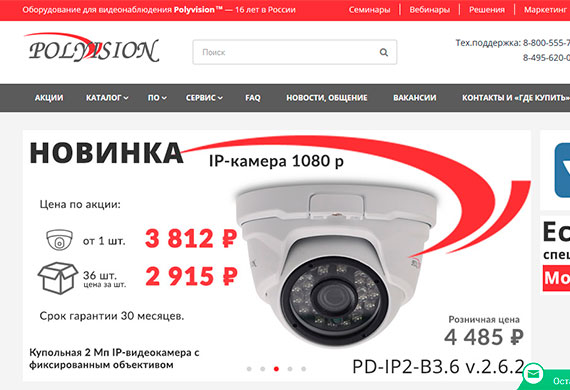 Оборудование для видеонаблюдения Polyvision™ — 16 лет в России
Семинары Вебинары Решения Маркетинг
POLYVISION
Поиск
Тех.поддержка: 8-800-555-7
8-495-620-0
АКЦИИ КАТАЛОГ ПО СЕРВИС FAQ НОВОСТИ, ОБЩЕНИЕ ВАКАНСИИ КОНТАКТЫ И «ГДЕ КУПИТЬ»
НОВИНКА
IP-камера 1080 p
Цена по акции:
от 1 шт. 3 812 ₽
36 шт.
цена за шт. 2 915 ₽
Срок гарантии 30 месяцев.
Розничная цена
4 485 ₽
Купольная 2 Мп IP-видеокамера с
фиксированным объективом
PD-IP2-B3.6 v.2.6.2
Ес
спец
Мо
Оста